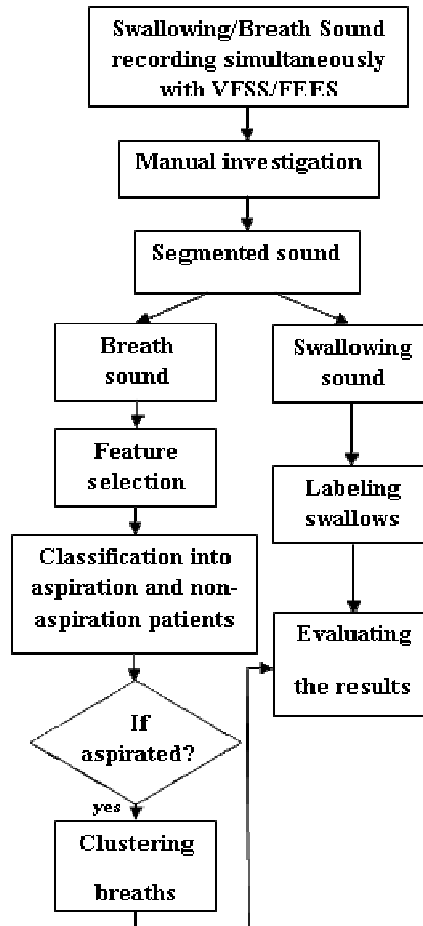 Swallowing/Breath Sound
recording simultaneously
with VFSS/FEES
Manual investigation
Segmented sound
Breath
sound
Swallowing
sound
Feature
selection
Labeling
swallows
Classification into
aspiration and non-
aspiration patients
Evaluating
the results
If
aspirated?
yes
Clustering
breaths